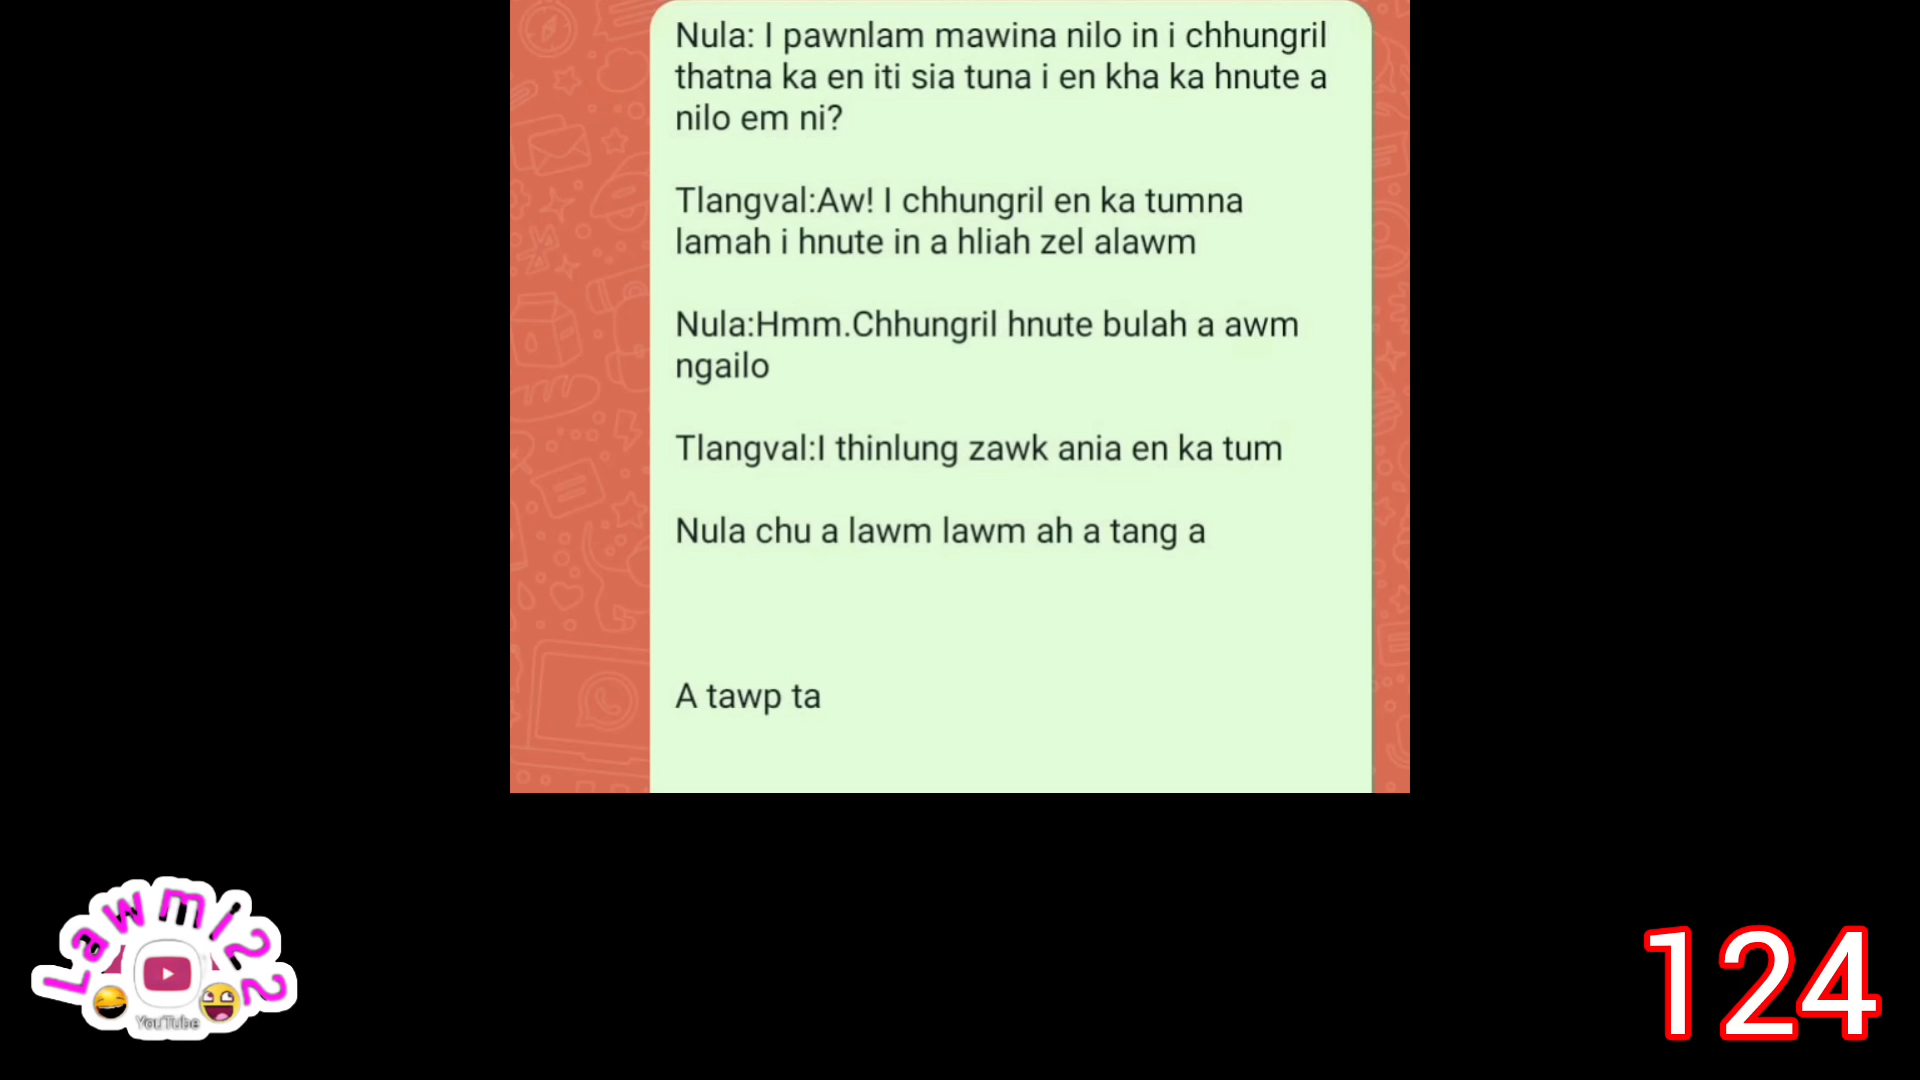 Nula: I pawnlam mawina nilo in i chhungril
thatna ka en iti sia tuna i en kha ka hnute a
nilo em ni?
Tlangval:Aw! I chhungril en ka tumna
lamah i hnute in a hliah zel alawm
Nula:Hmm.Chhungril hnute bulah a awm
ngailo
Tlangval:I thinlung zawk ania en ka tum
Nula chu a lawm lawm ah a tang a
A tawp ta
Lawmi22
YouTube
124